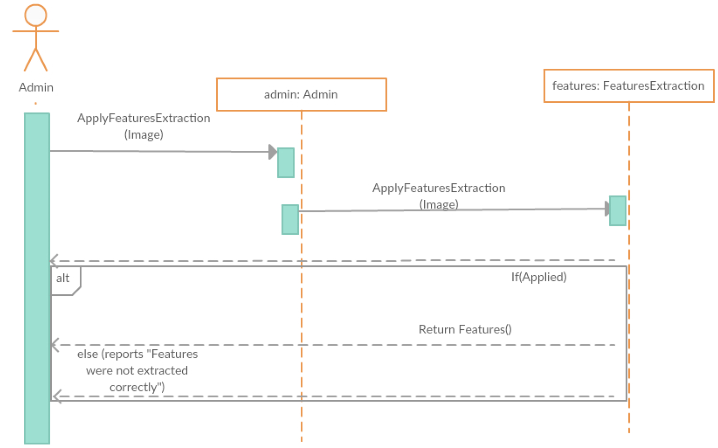 Admin
admin: Admin
features: FeaturesExtraction
ApplyFeaturesExtraction
(Image)
ApplyFeaturesExtraction
(Image)
alt
If(Applied)
Return Features()
else (reports "Features
were not extracted
correctly")